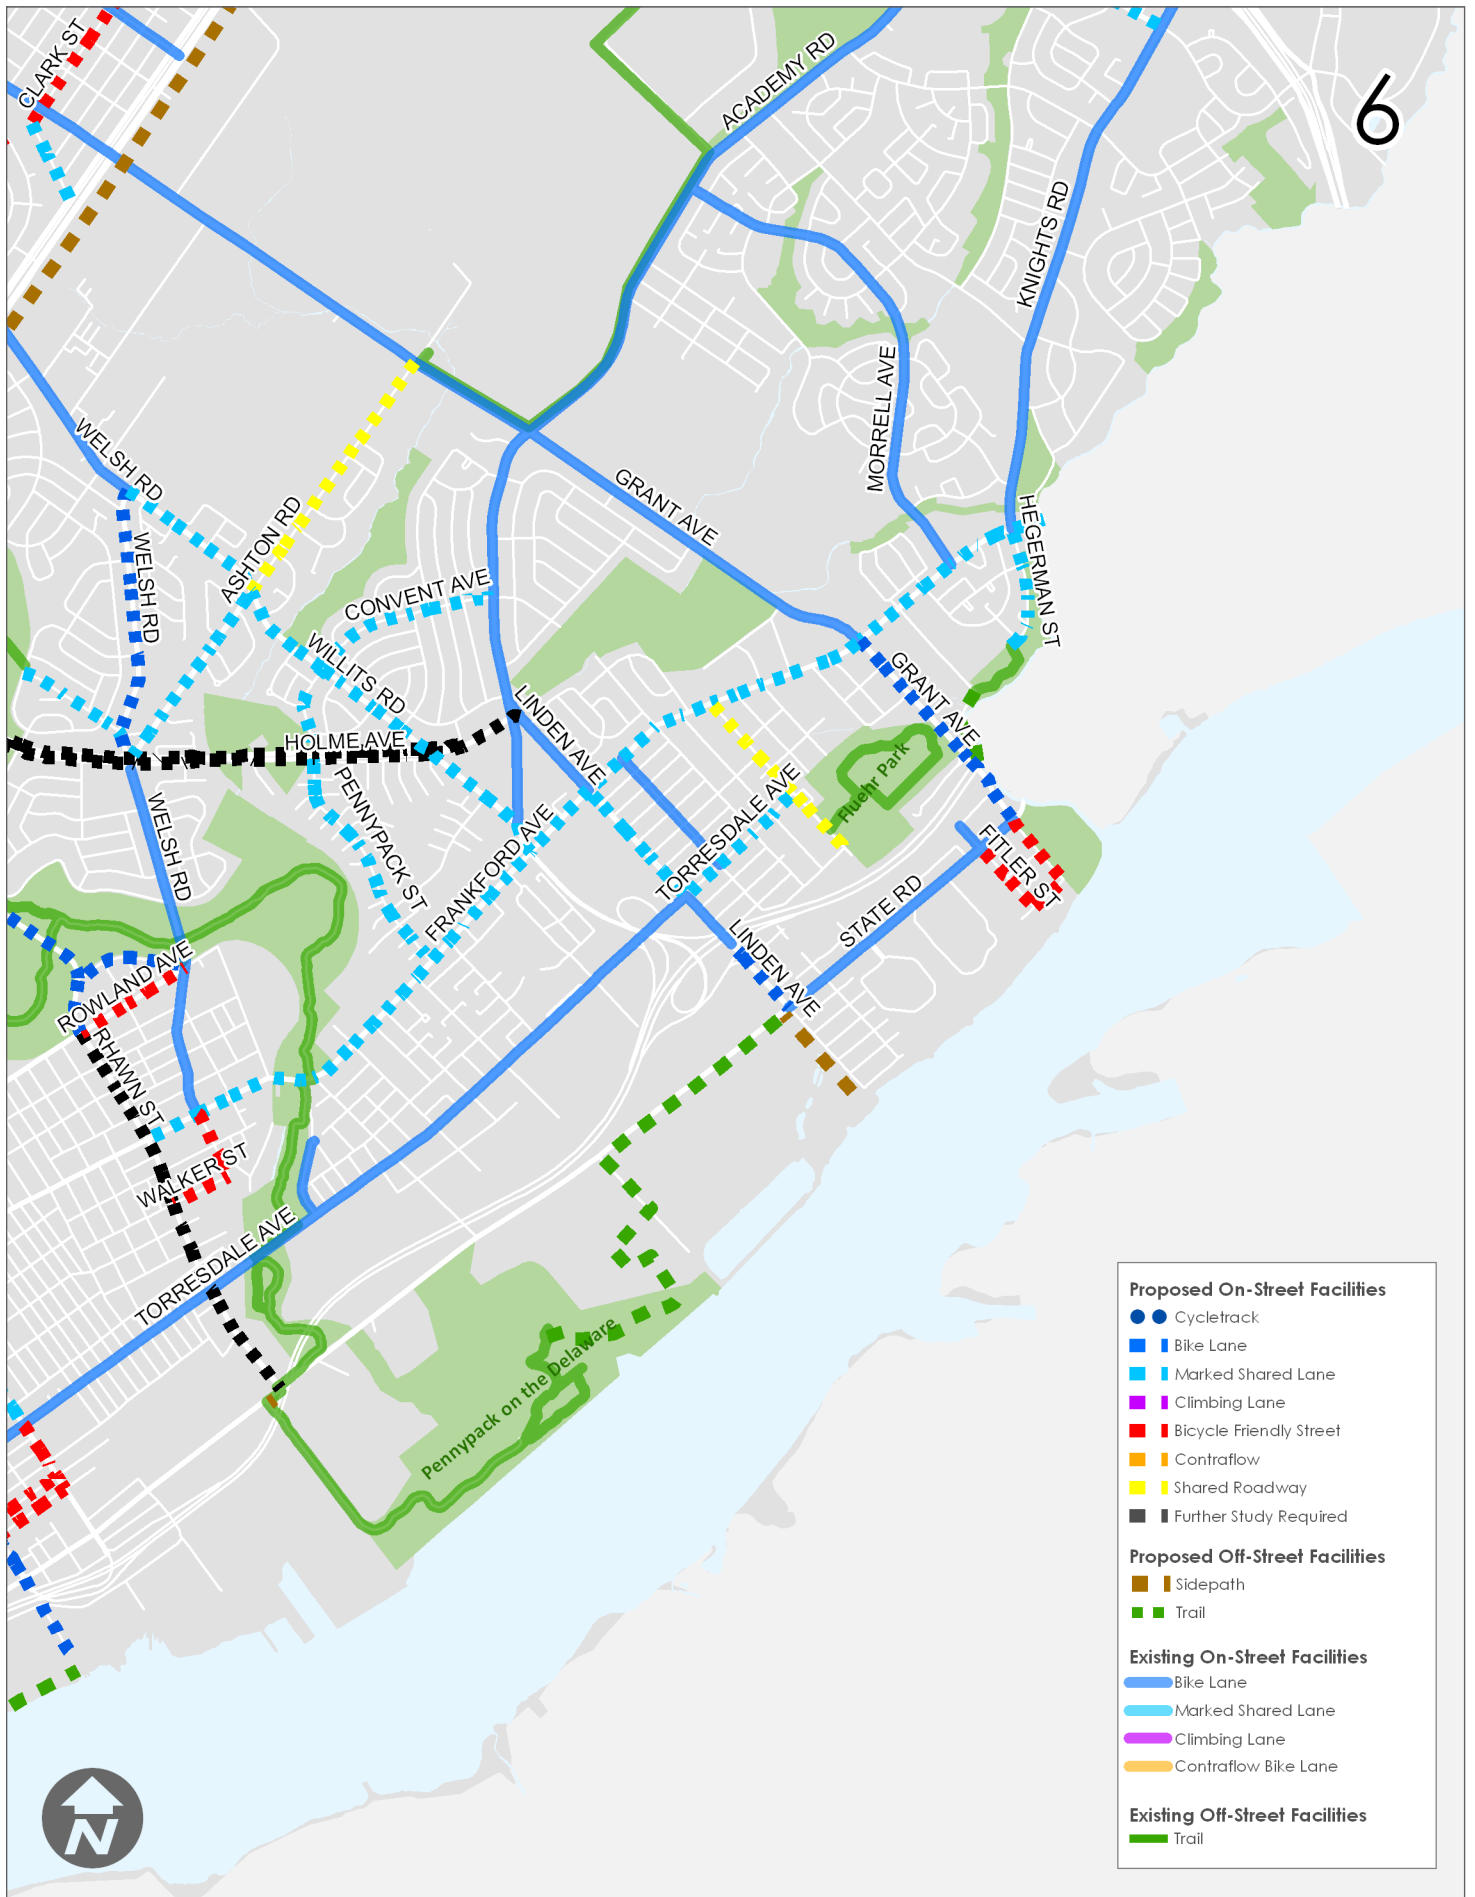 CLARK ST
ACADEMY RD
6
KNIGHTS RD
MORRELL AVE
WELSH RD
GRANT AVE
ASHTON RD
HEGERMAN ST
WELSH RD
CONVENT AVE
WILLITS RD
GRANT AVE
LINDEN AVE
HOLME AVE
Fluehr Park
PENNYPACK ST
TORRESDALE AVE
WELSH RD
FRANKFORD AVE
FITLER ST
STATE RD
LINDEN AVE
ROWLAND AVE
RHAWN ST
WALKER ST
TORRESDALE AVE
Pennypack on the Delaware
N
Proposed On-Street Facilities
Cycletrack
Bike Lane
Marked Shared Lane
Climbing Lane
Bicycle Friendly Street
Contraflow
Shared Roadway
Further Study Required
Proposed Off-Street Facilities
Sidepath
Trail
Existing On-Street Facilities
Bike Lane
Marked Shared Lane
Climbing Lane
Contraflow Bike Lane
Existing Off-Street Facilities
Trail